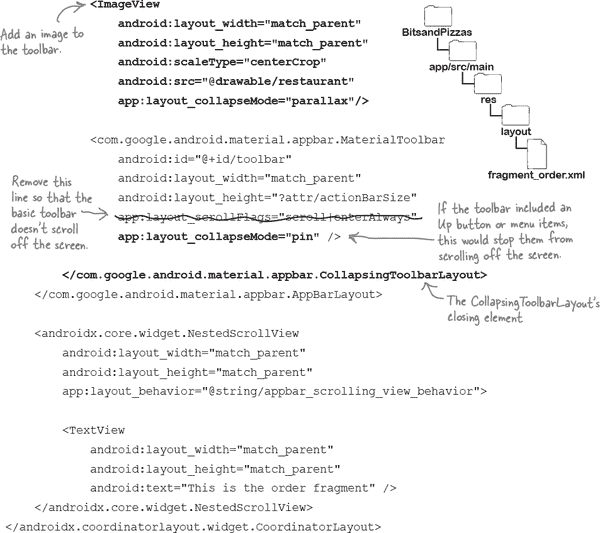 <ImageView
Add an image to
the toolbar.
android:layout_width="match_parent"
android:layout_height="match_parent"
android:scaleType="centerCrop"
android:src="@drawable/restaurant"
app:layout_collapseMode="parallax"/>
BitsandPizzas
app/src/main
res
layout
fragment_order.xml
<com.google.android.material.appbar.MaterialToolbar
android:id="@+id/toolbar"
android:layout_width="match_parent"
android:layout_height="?attr/actionBarSize"
app:layout_scrollFlags="scroll|enterAlways"
app:layout_collapseMode="pin" />
Remove this
line so that the
basic toolbar
doesn't scroll
off the screen.
If the toolbar included an
Up button or menu items,
this would stop them from
scrolling off the screen.
</com.google.android.material.appbar.CollapsingToolbarLayout>
</com.google.android.material.appbar.AppBarLayout>
The CollapsingToolbarLayout's
closing element
<androidx.core.widget.NestedScrollView
android:layout_width="match_parent"
android:layout_height="match_parent"
app:layout_behavior="@string/appbar_scrolling_view_behavior">
<TextView
android:layout_width="match_parent"
android:layout_height="match_parent"
android:text="This is the order fragment" />
</androidx.core.widget.NestedScrollView>
</androidx.coordinatorlayout.widget.CoordinatorLayout>